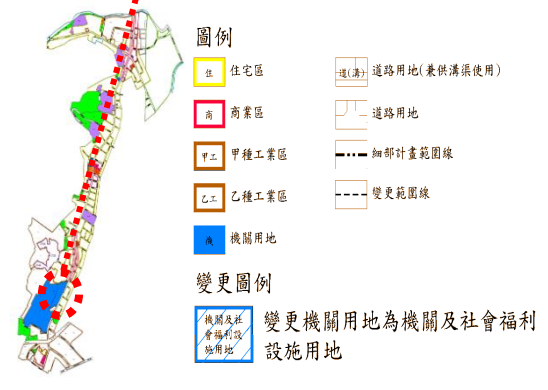 圖例
住 住宅區
商 商業區
甲工 甲種工業區
乙工 乙種工業區
機 機關用地
道(溝) 道路用地(兼供溝渠使用)
道路用地
細部計畫範圍線
變更範圍線
變更圖例
機關及社
會福利設
施用地
變更機關用地為機關及社會福利
設施用地